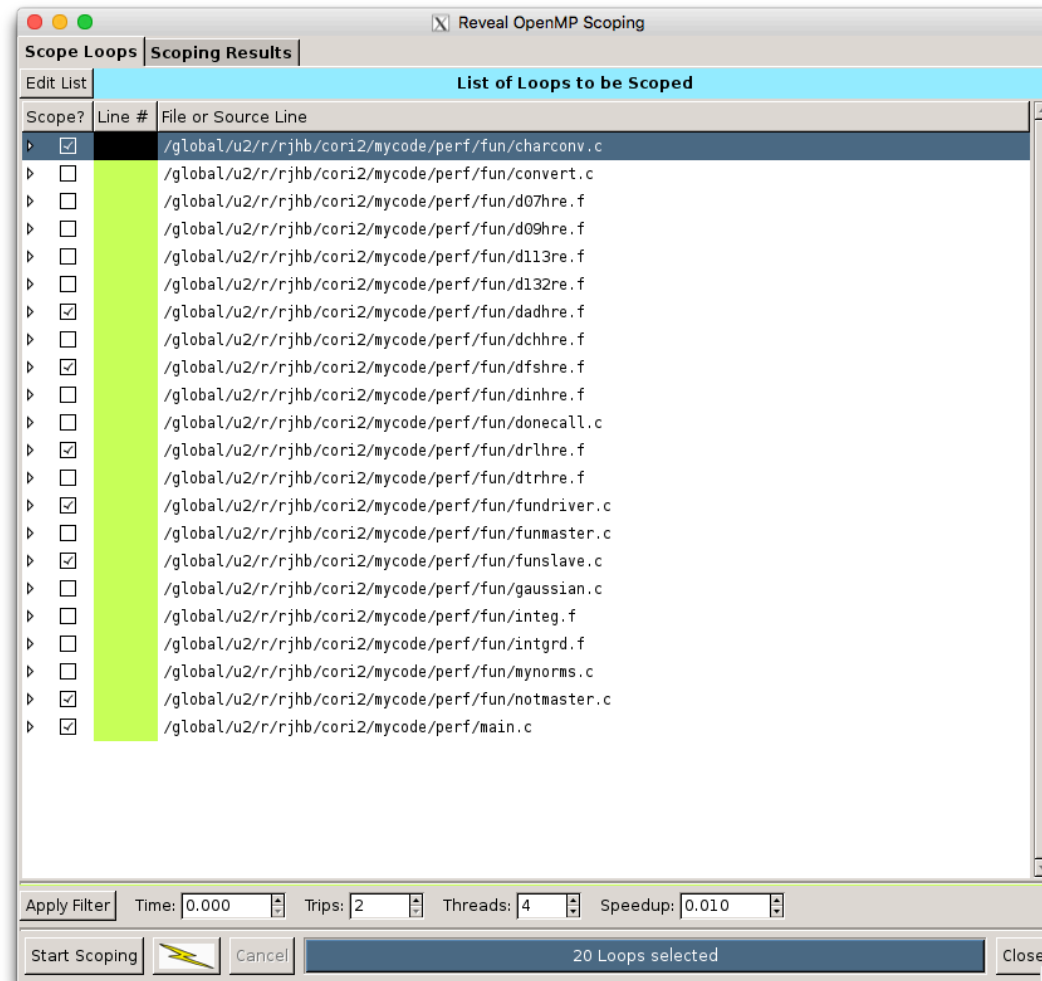 Reveal OpenMP Scoping
Scope Loops Scoping Results
Edit List List of Loops to be Scoped
Scope? Line # File or Source Line
/global/u2/r/rjhb/cori2/mycode/perf/fun/charconv.c
/global/u2/r/rjhb/cori2/mycode/perf/fun/convert.c
/global/u2/r/rjhb/cori2/mycode/perf/fun/d07hre.f
/global/u2/r/rjhb/cori2/mycode/perf/fun/d09hre.f
/global/u2/r/rjhb/cori2/mycode/perf/fun/d113re.f
/global/u2/r/rjhb/cori2/mycode/perf/fun/d132re.f
/global/u2/r/rjhb/cori2/mycode/perf/fun/dadhre.f
/global/u2/r/rjhb/cori2/mycode/perf/fun/dchhre.f
/global/u2/r/rjhb/cori2/mycode/perf/fun/dfshre.f
/global/u2/r/rjhb/cori2/mycode/perf/fun/dinhre.f
/global/u2/r/rjhb/cori2/mycode/perf/fun/donecall.c
/global/u2/r/rjhb/cori2/mycode/perf/fun/drlhre.f
/global/u2/r/rjhb/cori2/mycode/perf/fun/dtrhre.f
/global/u2/r/rjhb/cori2/mycode/perf/fun/fundriver.c
/global/u2/r/rjhb/cori2/mycode/perf/fun/funmaster.c
/global/u2/r/rjhb/cori2/mycode/perf/fun/funslave.c
/global/u2/r/rjhb/cori2/mycode/perf/fun/gaussian.c
/global/u2/r/rjhb/cori2/mycode/perf/fun/integ.f
/global/u2/r/rjhb/cori2/mycode/perf/fun/intgrd.f
/global/u2/r/rjhb/cori2/mycode/perf/fun/mynorms.c
/global/u2/r/rjhb/cori2/mycode/perf/fun/notmaster.c
/global/u2/r/rjhb/cori2/mycode/perf/main.c
Apply Filter Time: 0.000 Trips: 2 Threads: 4 Speedup: 0.010
Start Scoping Cancel 20 Loops selected Close